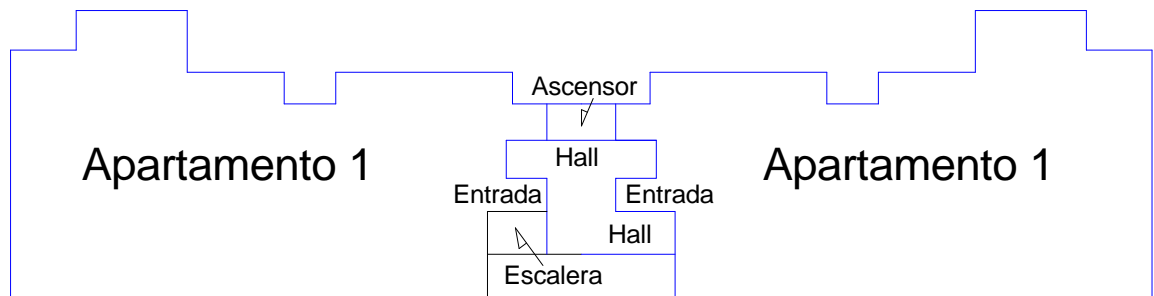 Ascensor
Apartamento 1
Hall
Apartamento 1
Entrada
Entrada
Hall
Escalera